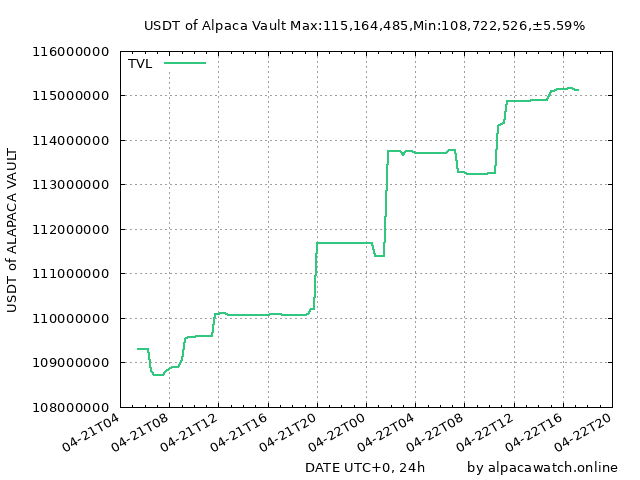 USDT of Alpaca Vault Max:115,164,485,Min:108,722,526,±5.59%
TVL
116000000
115000000
114000000
113000000
112000000
111000000
110000000
109000000
108000000
USDT of ALAPACA VAULT
04-21T04
04-21T08
04-21T12
04-21T16
04-21T20
04-22T00
04-22T04
04-22T08
04-22T12
04-22T16
04-22T20
DATE UTC+0, 24h
by alpacawatch.online